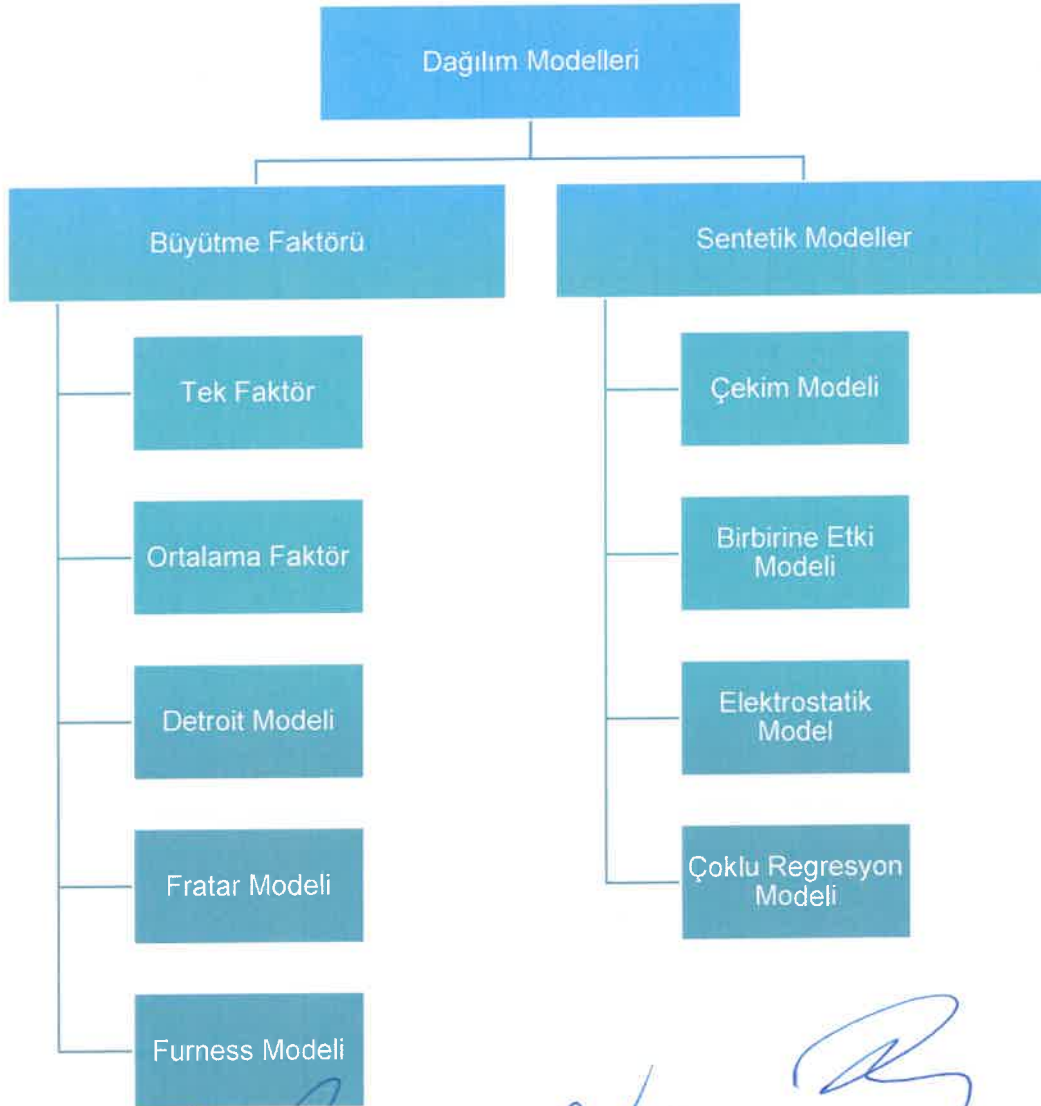 Dağılım Modelleri
Büyütme Faktörü
Tek Faktör
Ortalama Faktör
Detroit Modeli
Fratar Modeli
Furness Modeli
Sentetik Modeller
Çekim Modeli
Birbirine Etki
Modeli
Elektrostatik
Model
Çoklu Regresyon
Modeli